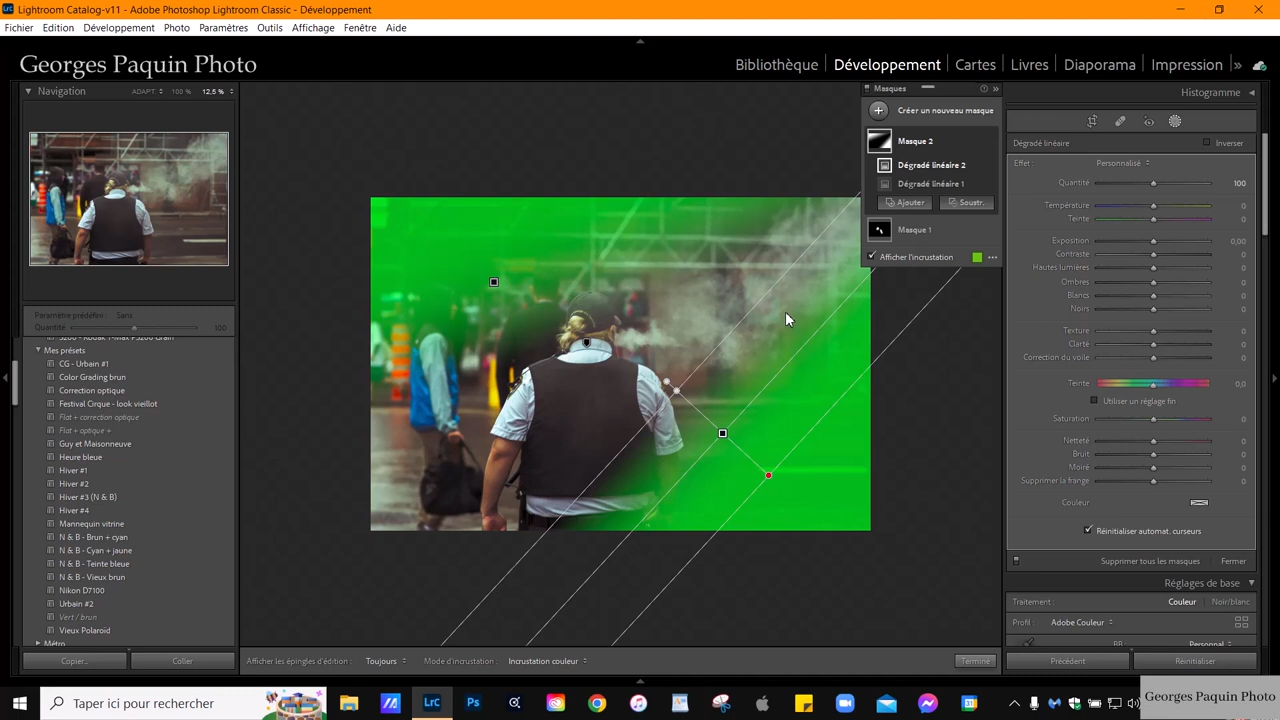 Lightroom Catalog-v11 - Adobe Photoshop Lightroom Classic - Développement
Fichier Edition Développement Photo Paramètres Outils Affichage Fenêtre Aide
Georges Paquin Photo
Bibliothèque | Développement | Cartes | Livres | Diaporama | Impression
Navigation ADAPT. 100 % 12,5 %
Masques
Histogramme
Créer un nouveau masque
Masque 2
Dégradé linéaire 2
Dégradé linéaire 1
Ajouter Soustr.
Masque 1
Afficher l'incrustation
Dégradé linéaire Inverser
Effet : Personnalisé
Quantité 100
Température 0
Teinte 0
Exposition 0,00
Contraste 0
Hautes lumières 0
Ombres 0
Blancs 0
Noirs 0
Texture 0
Clarté 0
Correction du voile 0
Teinte 0,0
Utiliser un réglage fin
Saturation 0
Netteté 0
Bruit 0
Moiré 0
Supprimer la frange 0
Couleur
Réinitialiser automat. curseurs
Supprimer tous les masques Fermer
Réglages de base
Traitement : Couleur Noir/blanc
Profil : Adobe Couleur
BB : Personnal
Précédent Réinitialiser
Paramètre prédéfini : Sans
Quantité 100
Mes présets
CG - Urbain #1
Color Grading brun
Correction optique
Festival Cirque - look vieillot
Flat + correction optique
Flat + optique +
Guy et Maisonneuve
Heure bleue
Hiver #1
Hiver #2
Hiver #3 (N & B)
Hiver #4
Mannequin vitrine
N & B - Brun + cyan
N & B - Cyan + jaune
N & B - Teinte bleue
N & B - Vieux brun
Nikon D7100
Urbain #2
Vert / brun
Vieux Polaroid
Métro
Copier... Coller
Afficher les épingles d'édition : Toujours Mode d'incrustation : Incrustation couleur Terminé
Taper ici pour rechercher
Georges Paquin Photo